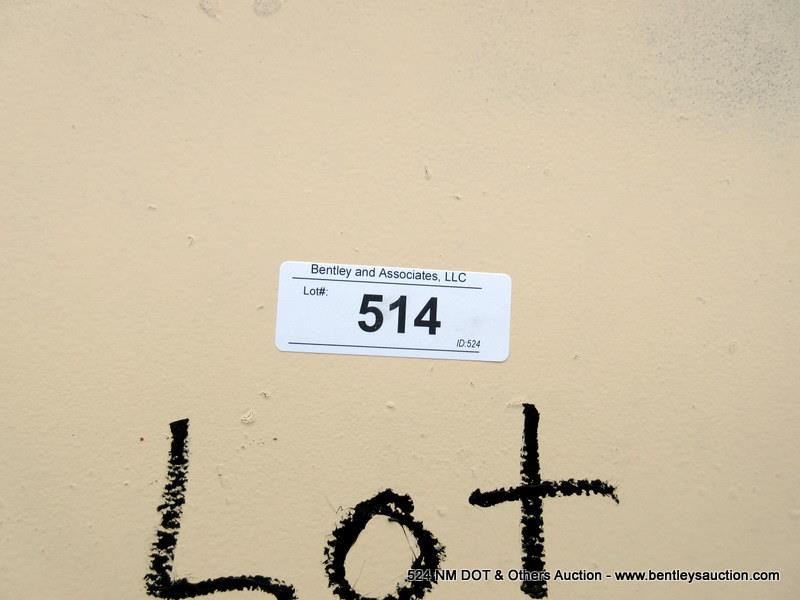 Bentley and Associates, LLC
Lot#:
514
ID:524
Lot
524 NM DOT & Others Auction - www.bentleysauction.com